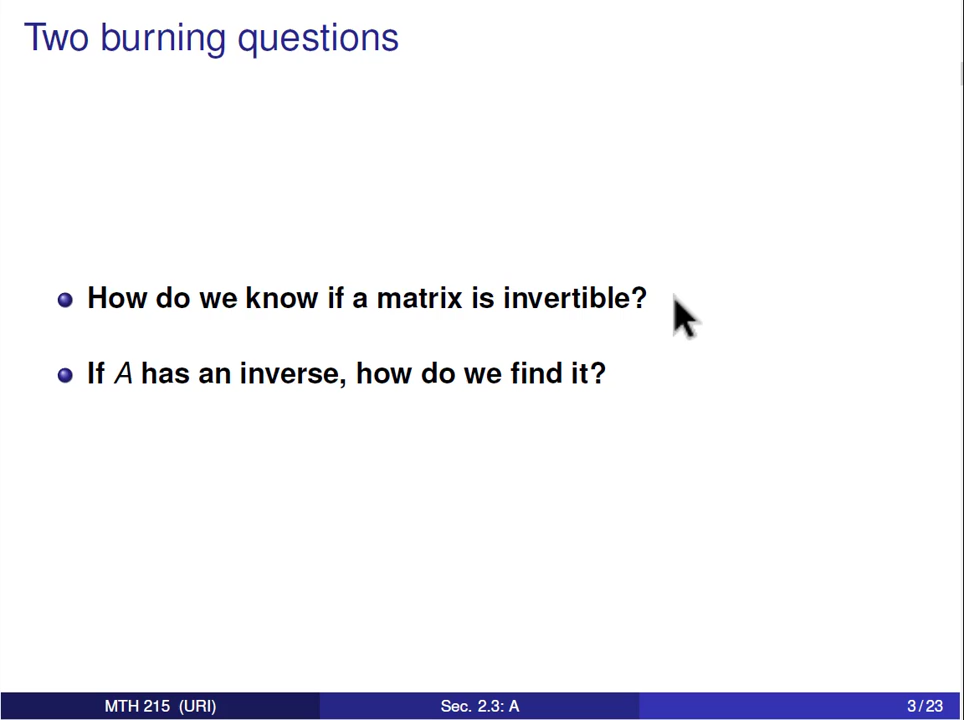 Two burning questions
How do we know if a matrix is invertible?
If A has an inverse, how do we find it?
MTH 215 (URI) Sec. 2.3: A 3/23